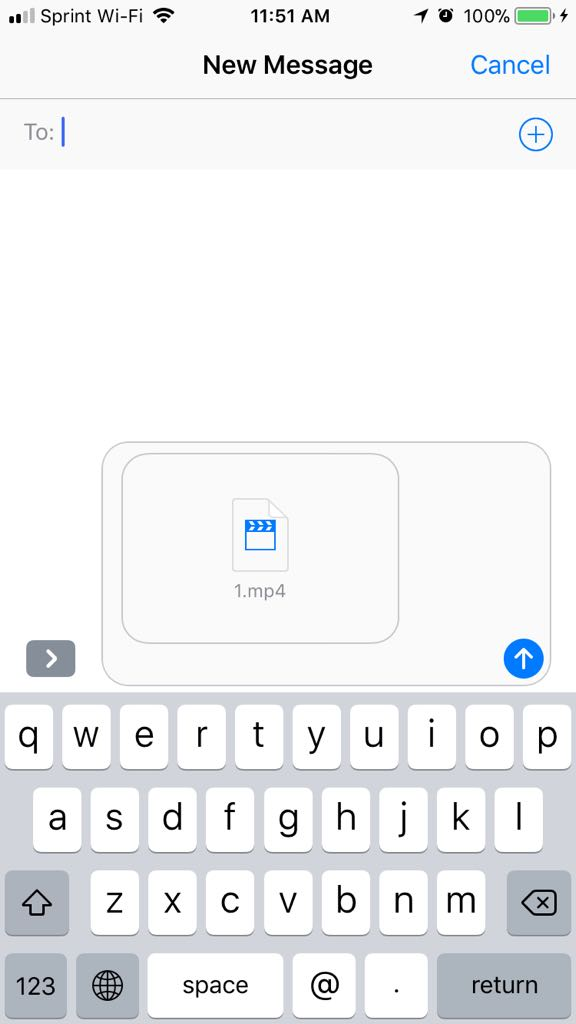 Sprint Wi-Fi 11:51 AM 100%
New Message Cancel
To:
1.mp4
q w e r t y u i o p
a s d f g h j k l
z x c v b n m
123 space @ . return